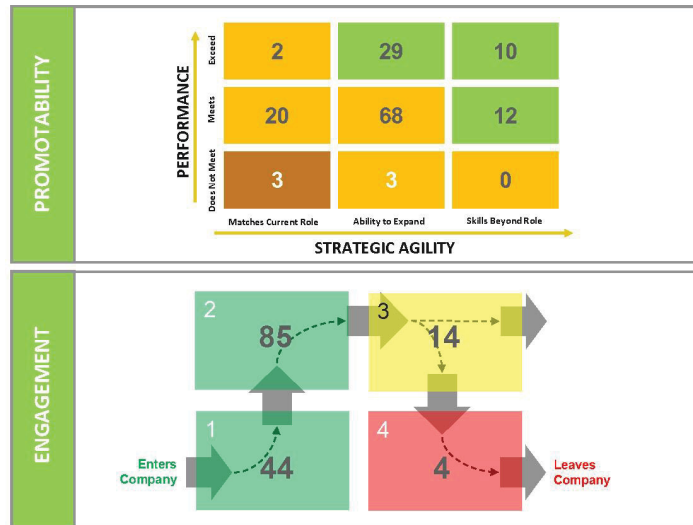 PROMOTABILITY
PERFORMANCE
Exceed
2
29
10
Meets
20
68
12
Does Not Meet
3
3
0
Matches Current Role
Ability to Expand
Skills Beyond Role
STRATEGIC AGILITY
ENGAGEMENT
2
85
3
14
1
44
4
4
Enters
Company
Leaves
Company